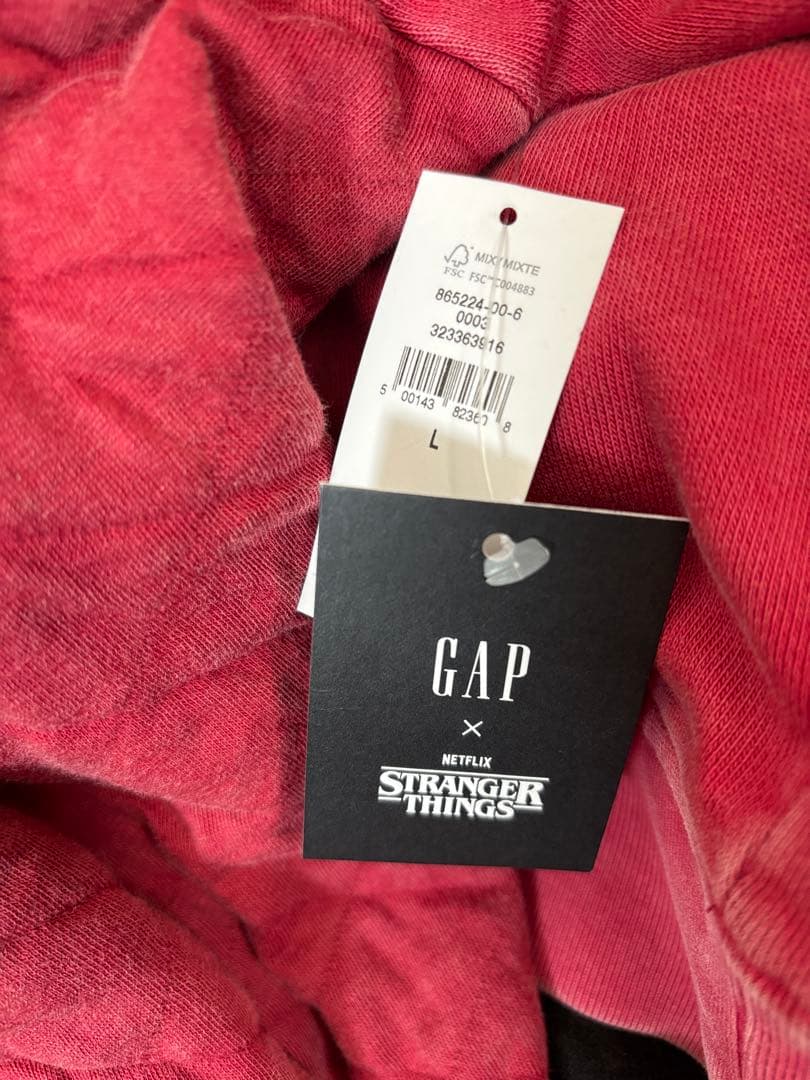 MIX / MIXTE
FSC FSC™ C004883
865224-00-6
0003
323363916
5 00143 82360 8
L
GAP
×
NETFLIX
STRANGER
THINGS